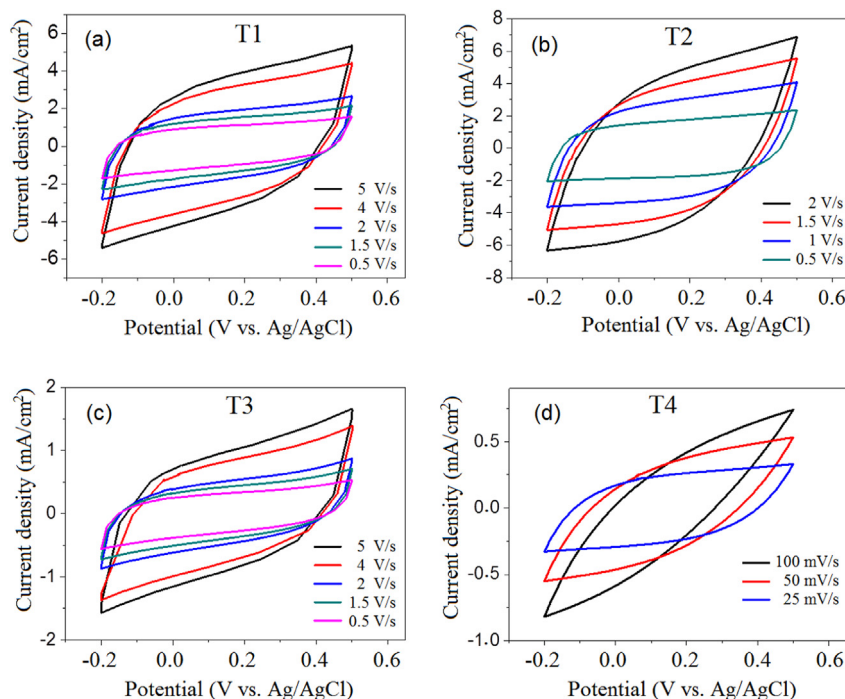 (a)
T1
6
4
2
0
-2
-4
-6
Current density (mA/cm²)
5 V/s
4 V/s
2 V/s
1.5 V/s
0.5 V/s
-0.2 0.0 0.2 0.4 0.6
Potential (V vs. Ag/AgCl)
(b)
T2
8
6
4
2
0
-2
-4
-6
-8
Current density (mA/cm²)
2 V/s
1.5 V/s
1 V/s
0.5 V/s
-0.2 0.0 0.2 0.4 0.6
Potential (V vs. Ag/AgCl)
(c)
T3
2
1
0
-1
-2
Current density (mA/cm²)
5 V/s
4 V/s
2 V/s
1.5 V/s
0.5 V/s
-0.2 0.0 0.2 0.4 0.6
Potential (V vs. Ag/AgCl)
(d)
T4
0.5
0.0
-0.5
-1.0
Current density (mA/cm²)
100 mV/s
50 mV/s
25 mV/s
-0.2 0.0 0.2 0.4 0.6
Potential (V vs. Ag/AgCl)